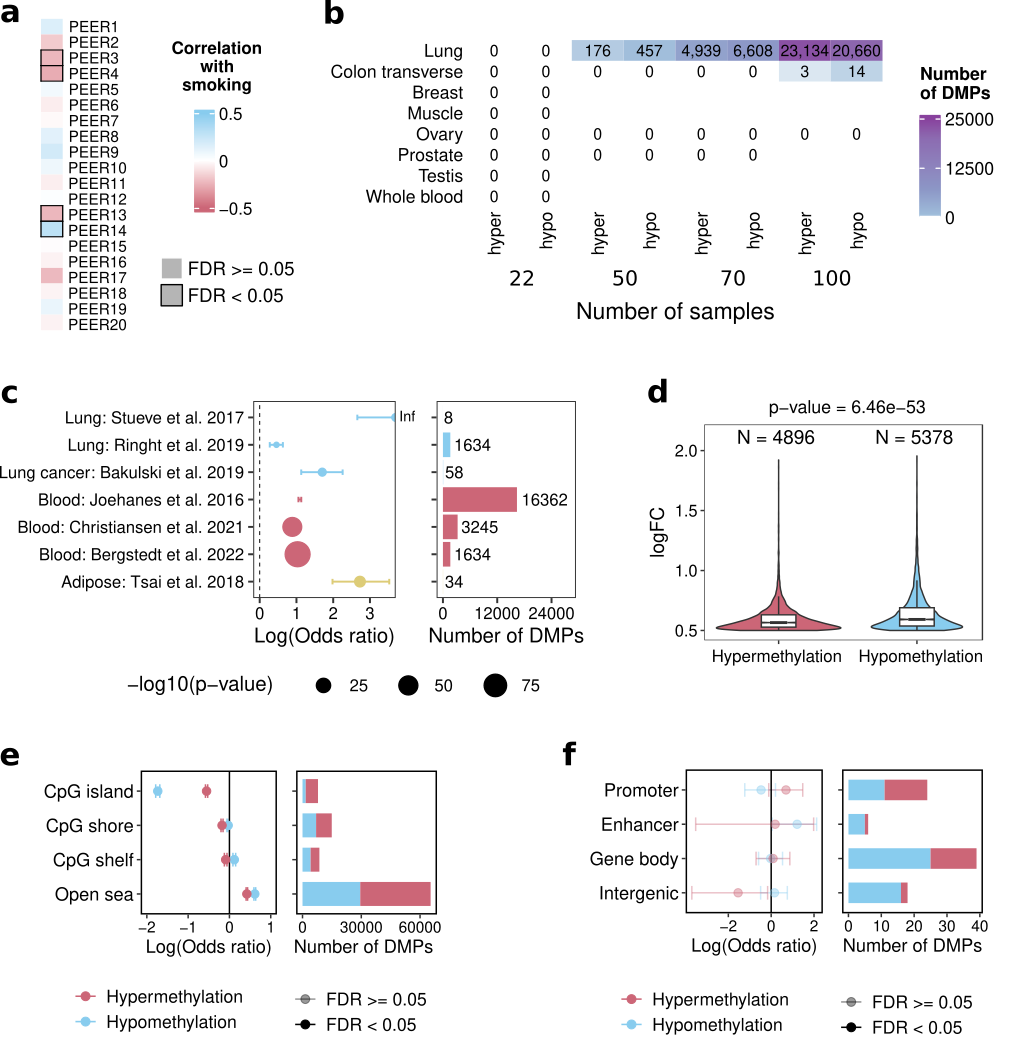 a
PEER1
PEER2
PEER3
PEER4
PEER5
PEER6
PEER7
PEER8
PEER9
PEER10
PEER11
PEER12
PEER13
PEER14
PEER15
PEER16
PEER17
PEER18
PEER19
PEER20
Correlation
with
smoking
0.5
0
−0.5
FDR >= 0.05
FDR < 0.05
b
Lung 0 0 176 457 4,939 6,608 23,134 20,660
Colon transverse 0 0 0 0 0 0 3 14
Breast 0 0
Muscle 0 0
Ovary 0 0 0 0 0 0 0 0
Prostate 0 0 0 0 0 0
Testis 0 0
Whole blood 0 0
hyper hypo hyper hypo hyper hypo hyper hypo
22 50 70 100
Number of samples
Number
of DMPs
25000
12500
0
c
Lung: Stueve et al. 2017 Inf 8
Lung: Ringht et al. 2019 1634
Lung cancer: Bakulski et al. 2019 58
Blood: Joehanes et al. 2016 16362
Blood: Christiansen et al. 2021 3245
Blood: Bergstedt et al. 2022 1634
Adipose: Tsai et al. 2018 34
0 1 2 3 0 12000 24000
Log(Odds ratio) Number of DMPs
−log10(p−value) 25 50 75
d
p−value = 6.46e−53
N = 4896 N = 5378
logFC
2.0
1.5
1.0
0.5
Hypermethylation Hypomethylation
e
CpG island
CpG shore
CpG shelf
Open sea
−2 −1 0 1 0 30000 60000
Log(Odds ratio) Number of DMPs
Hypermethylation FDR >= 0.05
Hypomethylation FDR < 0.05
f
Promoter
Enhancer
Gene body
Intergenic
−2 0 2 0 10 20 30 40
Log(Odds ratio) Number of DMPs
Hypermethylation FDR >= 0.05
Hypomethylation FDR < 0.05